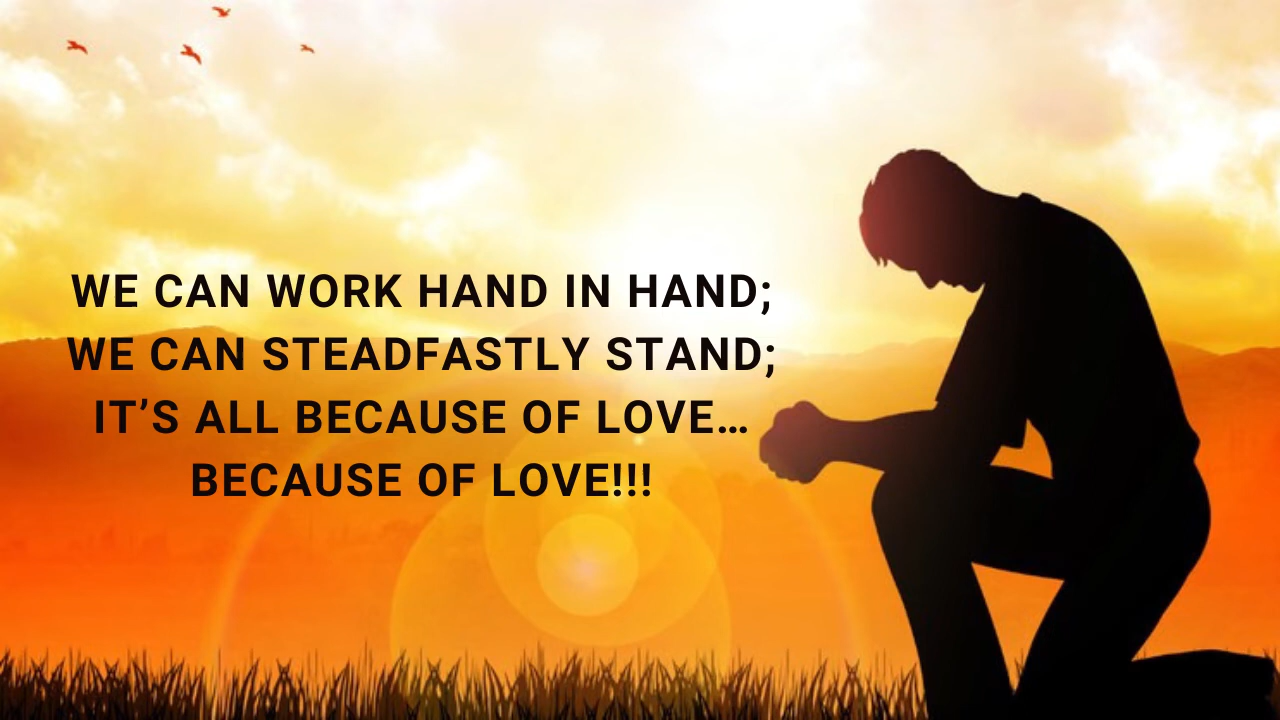 WE CAN WORK HAND IN HAND;
WE CAN STEADFASTLY STAND;
IT’S ALL BECAUSE OF LOVE…
BECAUSE OF LOVE!!!